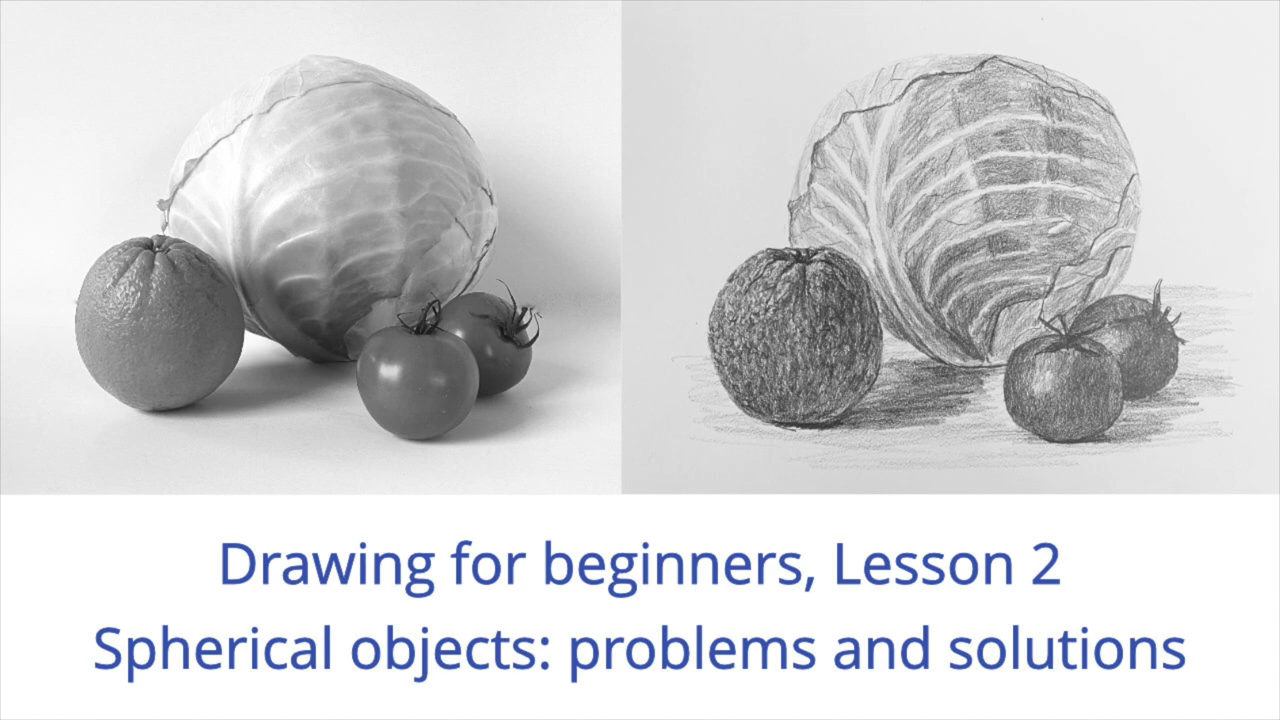 Drawing for beginners, Lesson 2
Spherical objects: problems and solutions